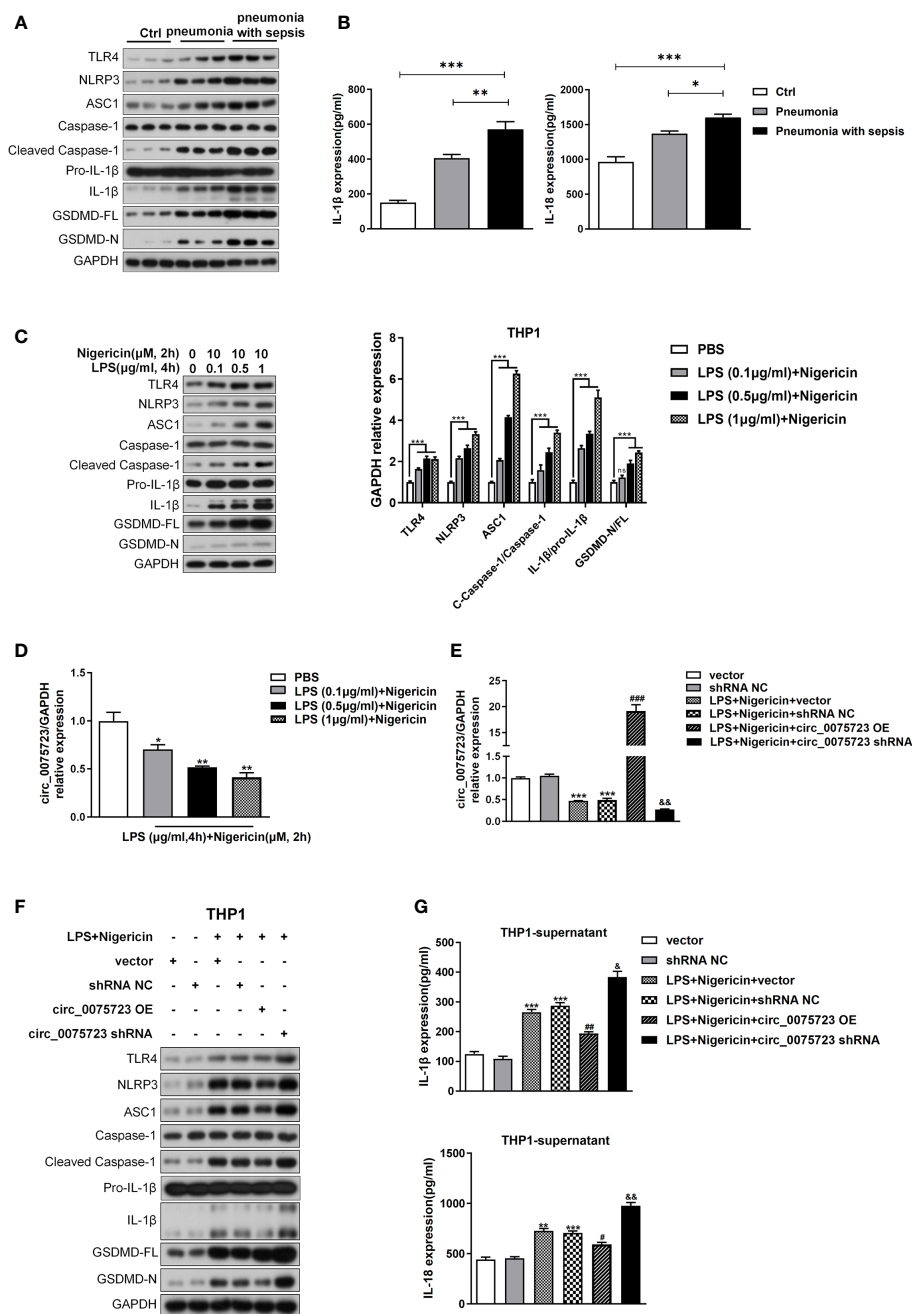 A
Ctrl pneumonia pneumonia
with sepsis
TLR4
NLRP3
ASC1
Caspase-1
Cleaved Caspase-1
Pro-IL-1β
IL-1β
GSDMD-FL
GSDMD-N
GAPDH
B
IL-1β expression(pg/ml)
800
600
400
200
0
***
**
IL-18 expression(pg/ml)
2000
1500
1000
500
0
***
*
Ctrl
Pneumonia
Pneumonia with sepsis
C
Nigericin(μM, 2h) 0 10 10 10
LPS(μg/ml, 4h) 0 0.1 0.5 1
TLR4
NLRP3
ASC1
Caspase-1
Cleaved Caspase-1
Pro-IL-1β
IL-1β
GSDMD-FL
GSDMD-N
GAPDH
THP1
GAPDH relative expression
8
6
4
2
0
***
***
***
***
***
ns
***
TLR4
NLRP3
ASC1
C-Caspase-1/Caspase-1
IL-1β/pro-IL-1β
GSDMD-N/FL
PBS
LPS (0.1μg/ml)+Nigericin
LPS (0.5μg/ml)+Nigericin
LPS (1μg/ml)+Nigericin
D
circ_0075723/GAPDH
relative expression
1.5
1.0
0.5
0.0
*
**
**
LPS (μg/ml,4h)+Nigericin(μM, 2h)
PBS
LPS (0.1μg/ml)+Nigericin
LPS (0.5μg/ml)+Nigericin
LPS (1μg/ml)+Nigericin
E
circ_0075723/GAPDH
relative expression
25
20
15
10
5
1.0
0.5
0.0
***
***
###
&&
vector
shRNA NC
LPS+Nigericin+vector
LPS+Nigericin+shRNA NC
LPS+Nigericin+circ_0075723 OE
LPS+Nigericin+circ_0075723 shRNA
F
THP1
LPS+Nigericin - - + + + +
vector + - + - - -
shRNA NC - + - + - -
circ_0075723 OE - - - - + -
circ_0075723 shRNA - - - - - +
TLR4
NLRP3
ASC1
Caspase-1
Cleaved Caspase-1
Pro-IL-1β
IL-1β
GSDMD-FL
GSDMD-N
GAPDH
G
THP1-supernatant
IL-1β expression(pg/ml)
500
400
300
200
100
0
***
***
##
&
vector
shRNA NC
LPS+Nigericin+vector
LPS+Nigericin+shRNA NC
LPS+Nigericin+circ_0075723 OE
LPS+Nigericin+circ_0075723 shRNA
THP1-supernatant
IL-18 expression(pg/ml)
1500
1000
500
0
**
***
#
&&